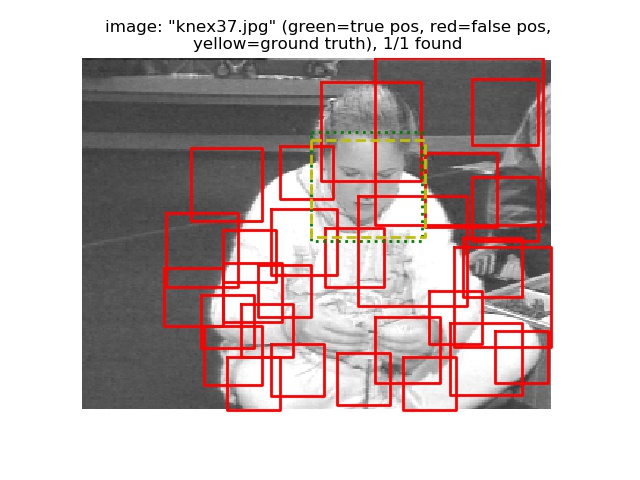 image: "knex37.jpg" (green=true pos, red=false pos,
yellow=ground truth), 1/1 found